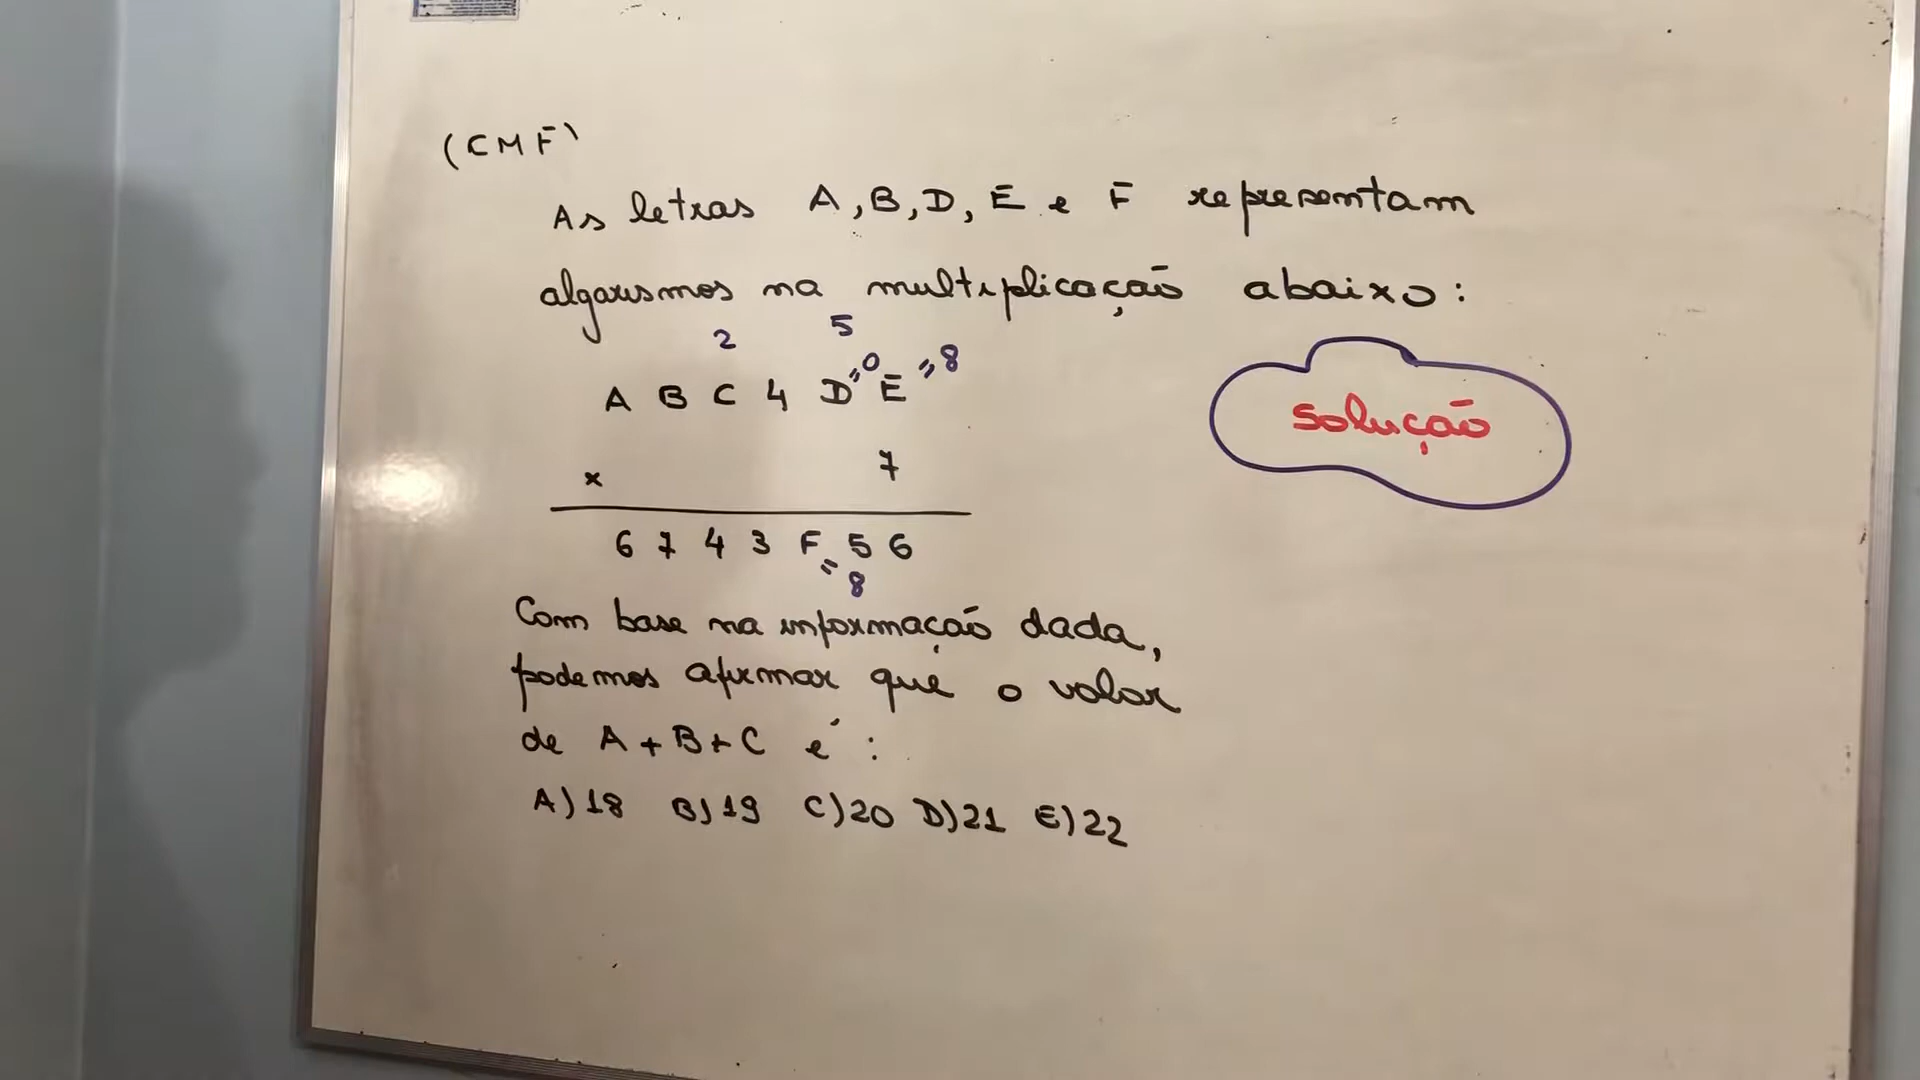 (CMF)
As letras A, B, D, E e F representam
algarismos na multiplicação abaixo:
2 5
A B C 4 D=0 E=8
x 7
6 7 4 3 F 5 6
= 8
solução
Com base na informação dada,
podemos afirmar que o valor
de A + B + C é:
A) 18 B) 19 C) 20 D) 21 E) 22